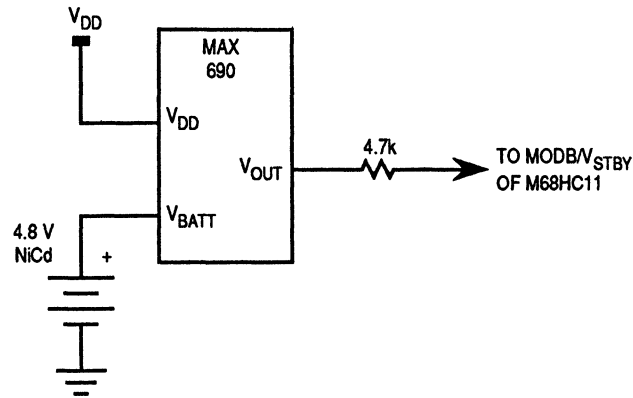 VDD
MAX
690
VDD
4.7k
VOUT
TO MODB/VSTBY
OF M68HC11
VBATT
4.8 V
NiCd
+